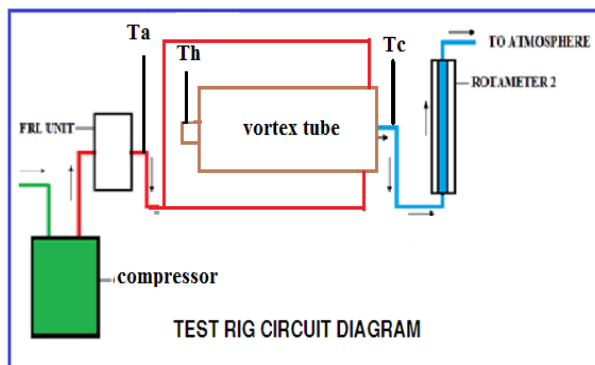 Ta
Th
Tc
TO ATMOSPHERE
ROTAMETER 2
FRL UNIT
vortex tube
compressor
TEST RIG CIRCUIT DIAGRAM